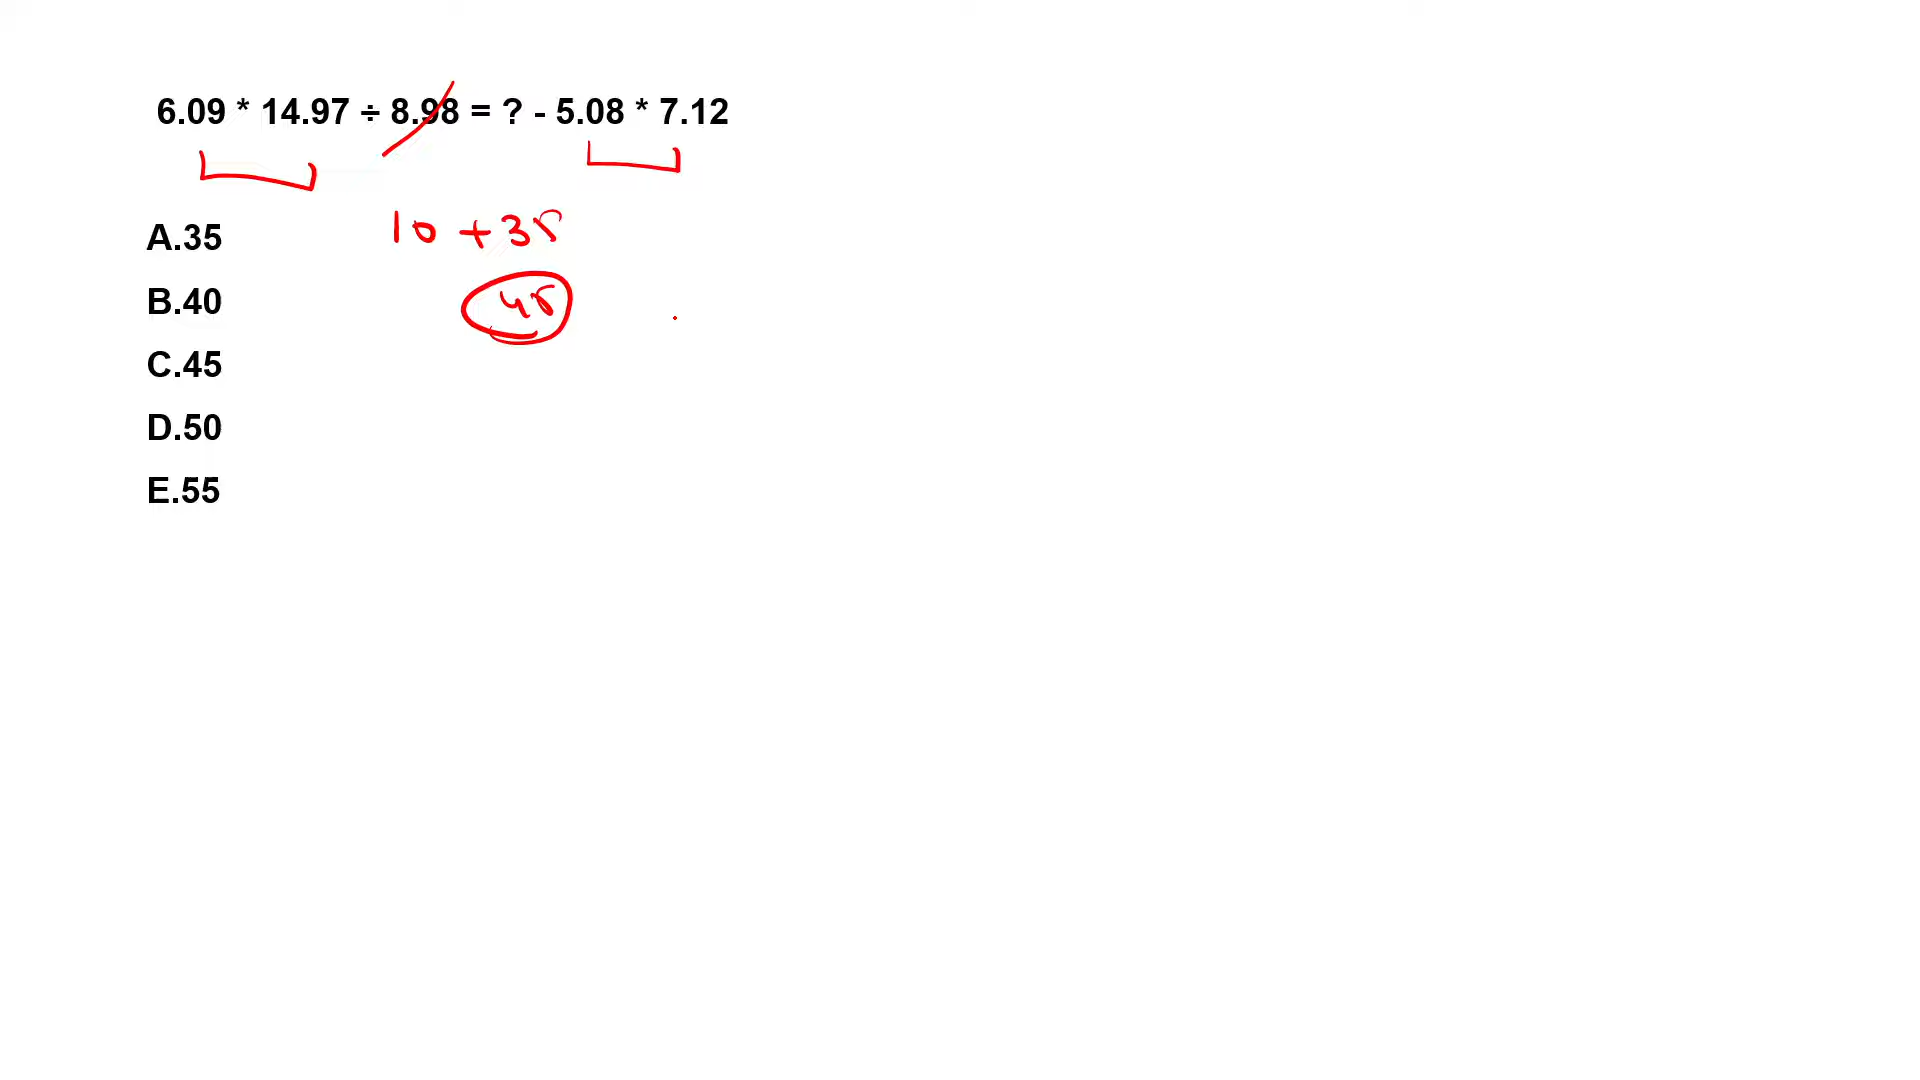 6.09 * 14.97 ÷ 8.98 = ? - 5.08 * 7.12
A.35
10 + 35
B.40
45
C.45
D.50
E.55